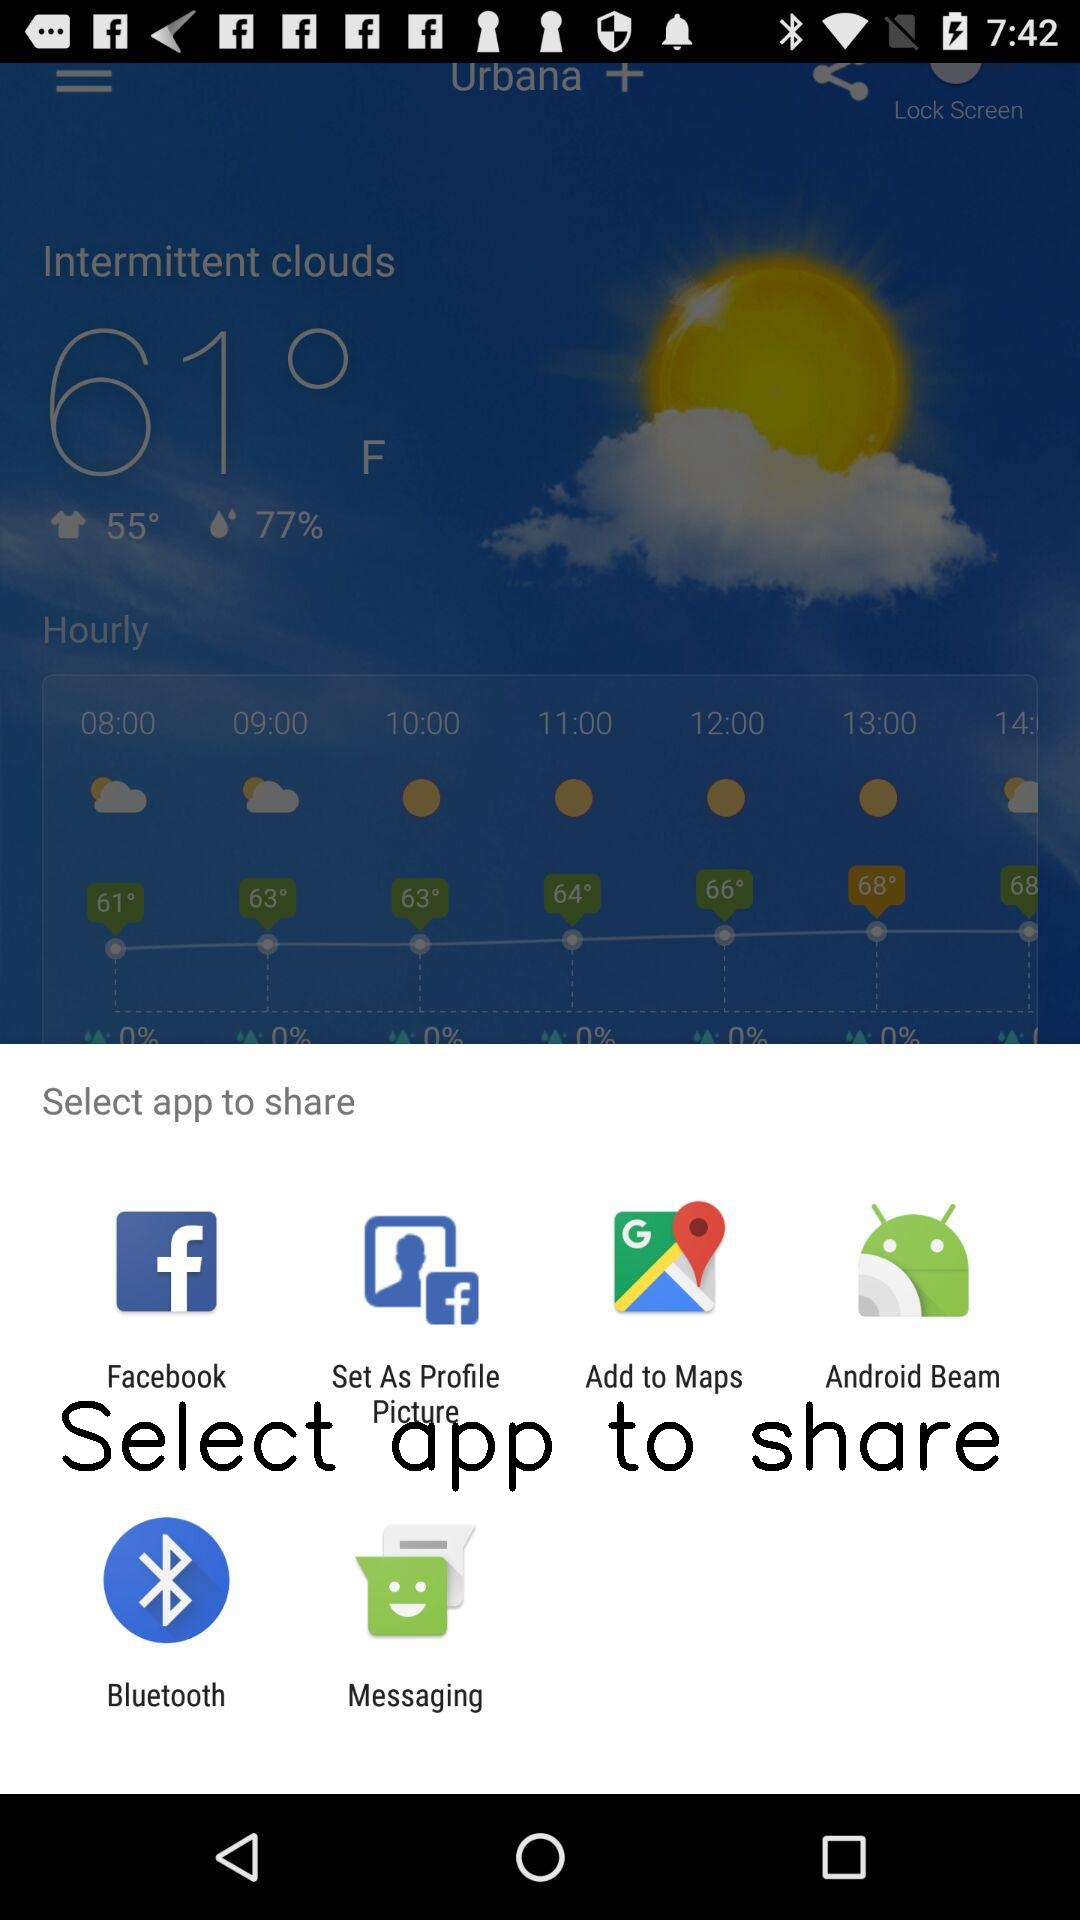 7:42
Urbana +
Lock Screen
Intermittent clouds
61° F
55° 77%
Hourly
08:00 09:00 10:00 11:00 12:00 13:00 14:
61° 63° 63° 64° 66° 68° 68
0% 0% 0% 0% 0% 0%
Select app to share
Facebook Set As Profile Picture Add to Maps Android Beam
Select app to share
Bluetooth Messaging